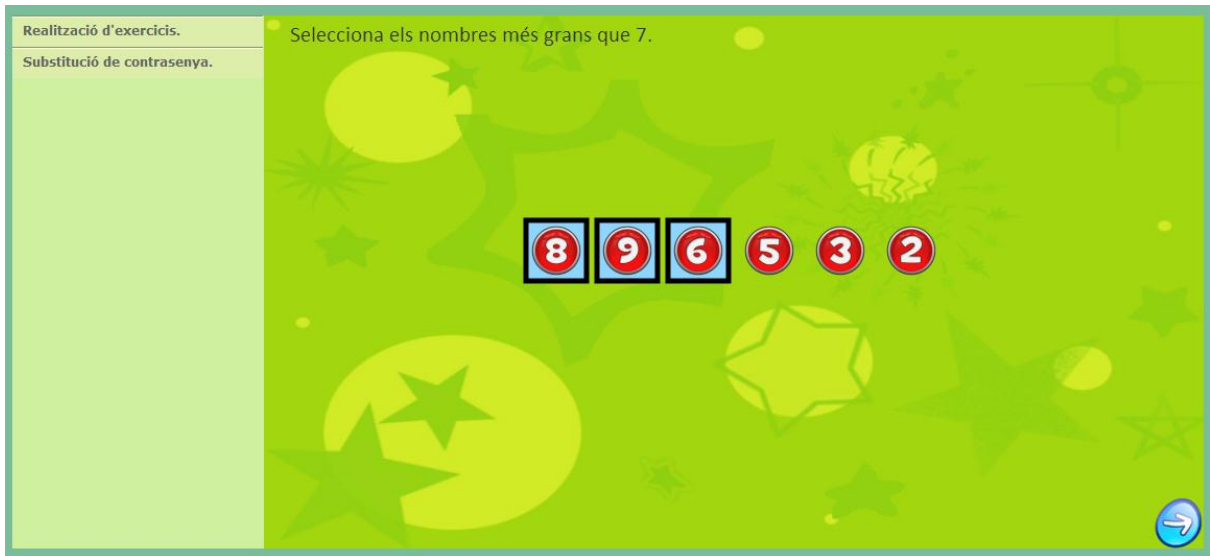 Realització d'exercicis.
Substitució de contrasenya.
Selecciona els nombres més grans que 7.
8 9 6 5 3 2